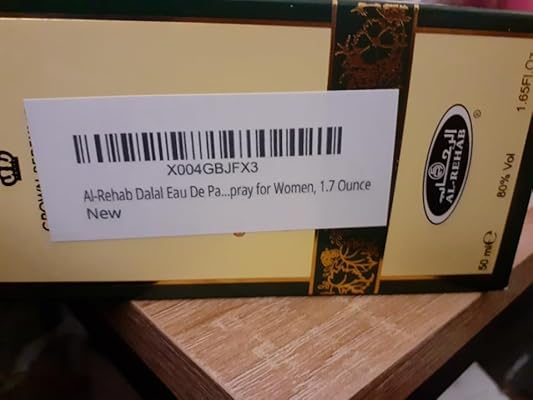 X004GBJFX3
Al-Rehab Dalal Eau De Pa...pray for Women, 1.7 Ounce
New
الرحاب
AL-REHAB
®
80% Vol
1.65Fl.Oz
50 ml e